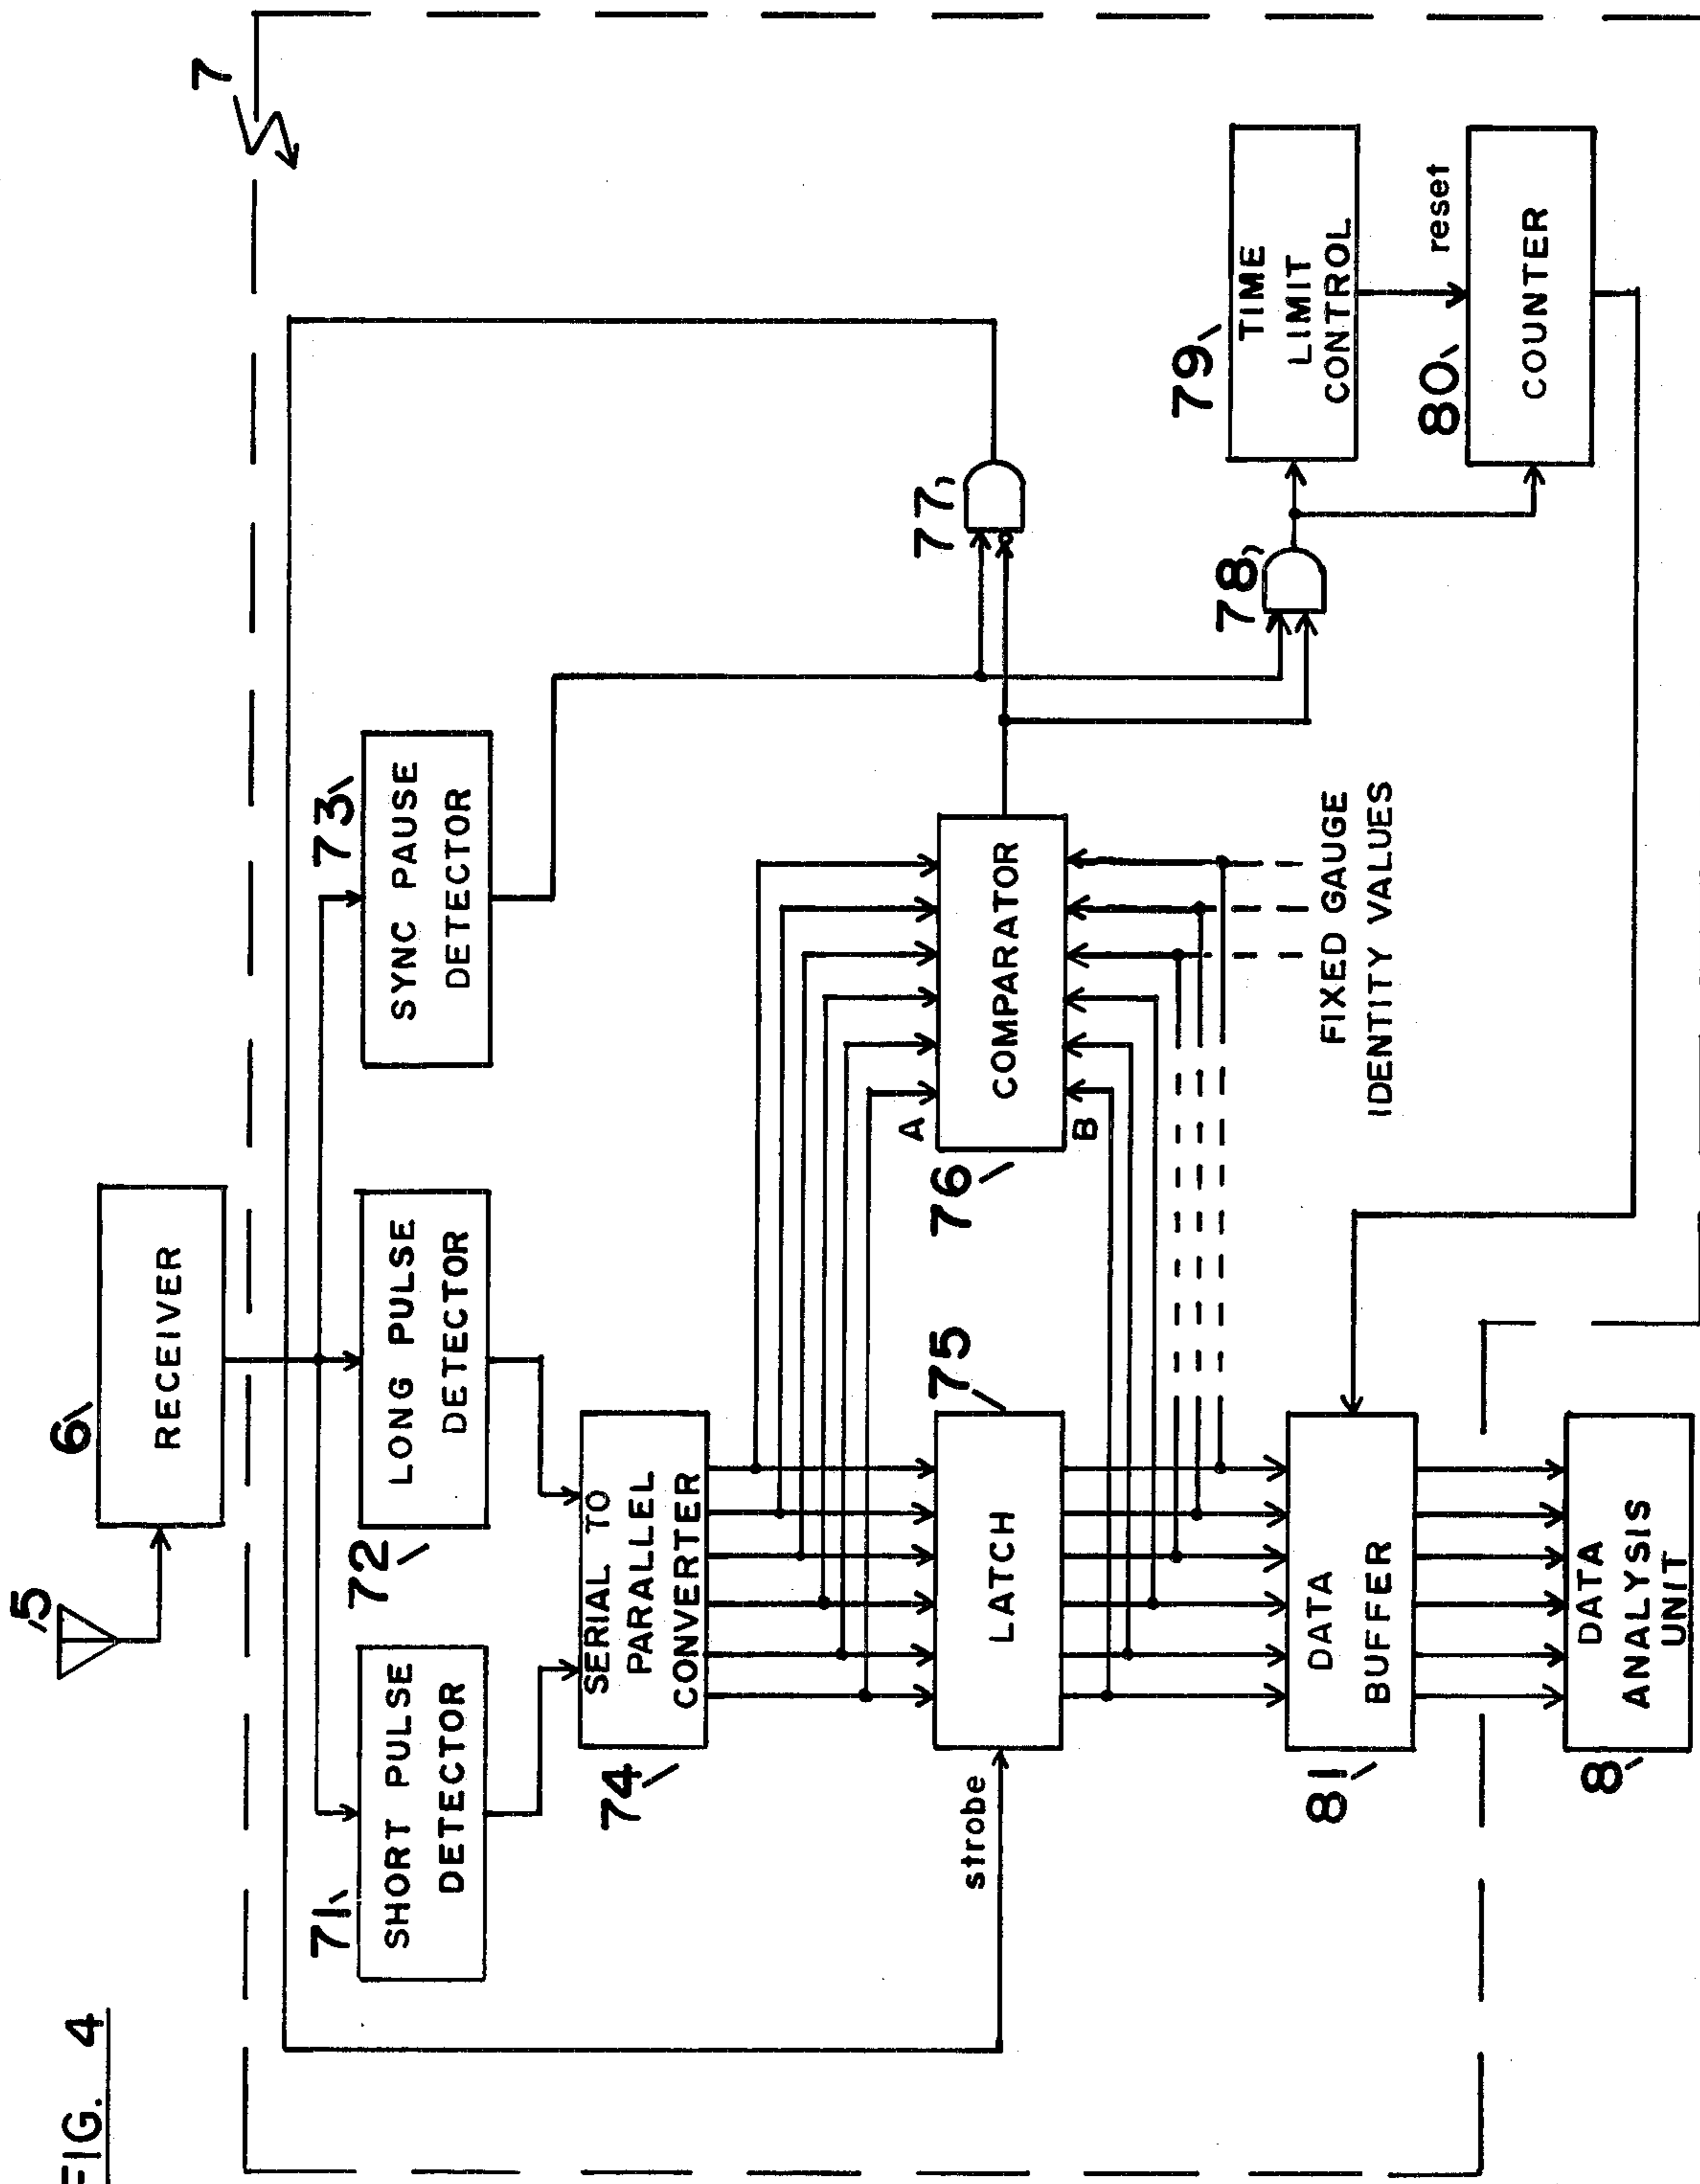 FIG. 4
5
6
RECEIVER
7
71
SHORT PULSE
DETECTOR
72
LONG PULSE
DETECTOR
73
SYNC PAUSE
DETECTOR
74
SERIAL TO
PARALLEL
CONVERTER
strobe
75
LATCH
76
A
COMPARATOR
B
77
78
79
TIME
LIMIT
CONTROL
reset
80
COUNTER
FIXED GAUGE
IDENTITY VALUES
81
DATA
BUFFER
8
DATA
ANALYSIS
UNIT